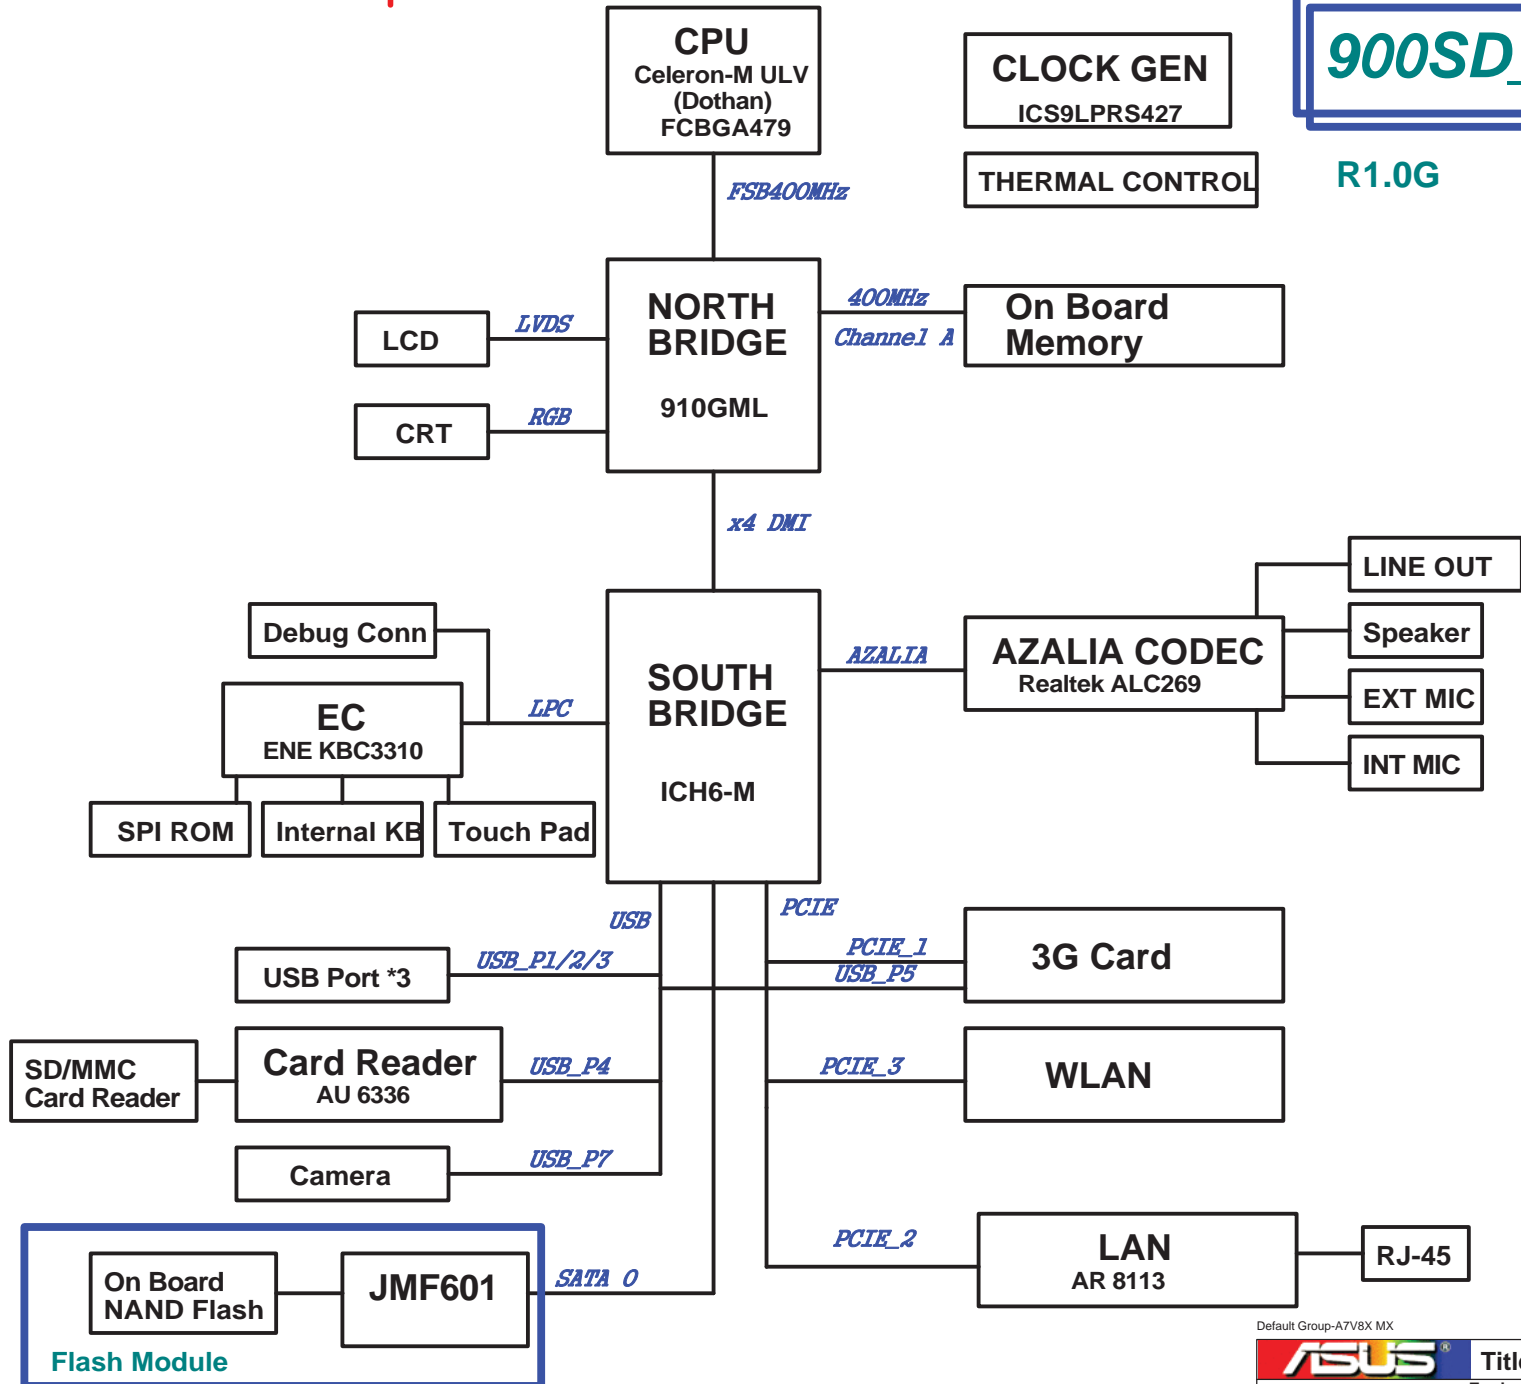 CPU
Celeron-M ULV
(Dothan)
FCBGA479
CLOCK GEN
ICS9LPRS427
900SD_
THERMAL CONTROL
R1.0G
FSB400MHz
NORTH
BRIDGE
910GML
400MHz
Channel A
On Board
Memory
LCD
LVDS
CRT
RGB
x4 DMI
LINE OUT
Debug Conn
SOUTH
BRIDGE
ICH6-M
AZALIA
AZALIA CODEC
Realtek ALC269
Speaker
EXT MIC
INT MIC
EC
ENE KBC3310
LPC
SPI ROM
Internal KB
Touch Pad
USB
PCIE
USB Port *3
USB_P1/2/3
PCIE_1
USB_P5
3G Card
SD/MMC
Card Reader
Card Reader
AU 6336
USB_P4
PCIE_3
WLAN
Camera
USB_P7
PCIE_2
LAN
AR 8113
RJ-45
On Board
NAND Flash
JMF601
SATA 0
Flash Module
Default Group-A7V8X MX
ASUS®
Title